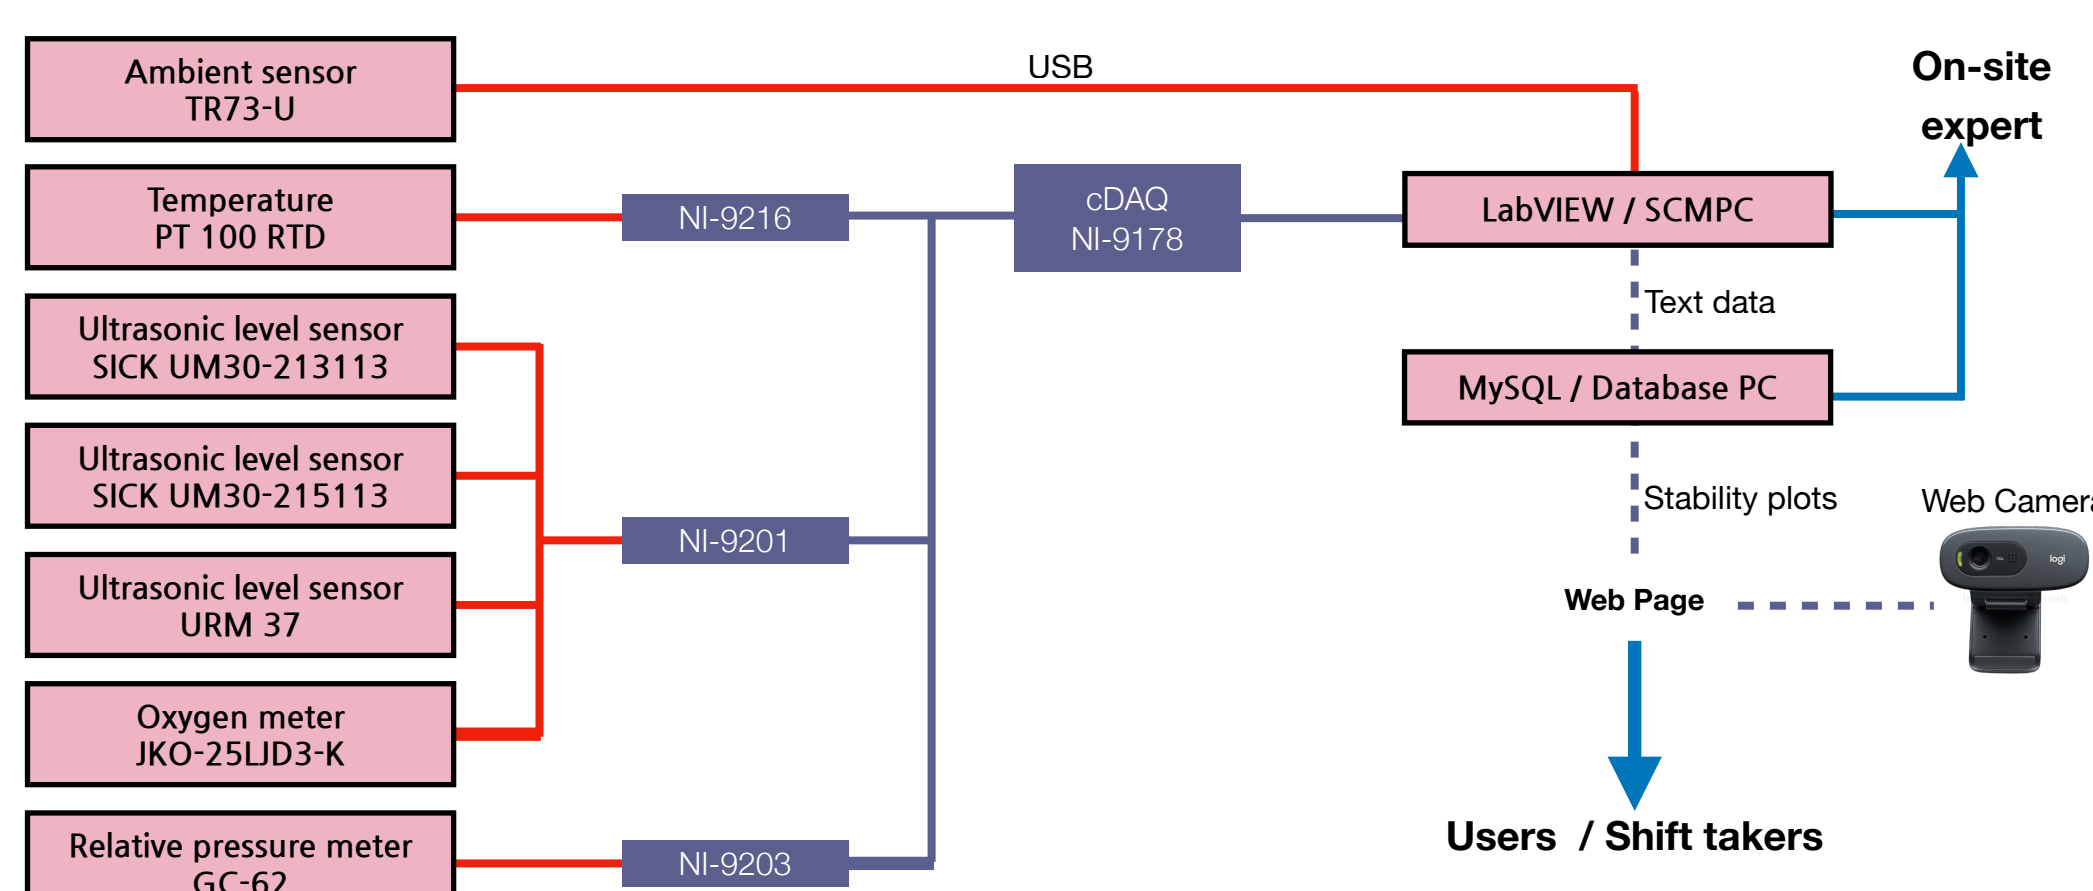 Ambient sensor
TR73-U
USB
On-site
expert
Temperature
PT 100 RTD
NI-9216
cDAQ
NI-9178
LabVIEW / SCMPC
Ultrasonic level sensor
SICK UM30-213113
Text data
MySQL / Database PC
Ultrasonic level sensor
SICK UM30-215113
NI-9201
Stability plots
Web Camera
logi
Ultrasonic level sensor
URM 37
Web Page
Oxygen meter
JKO-25LJD3-K
Relative pressure meter
GC-62
NI-9203
Users / Shift takers